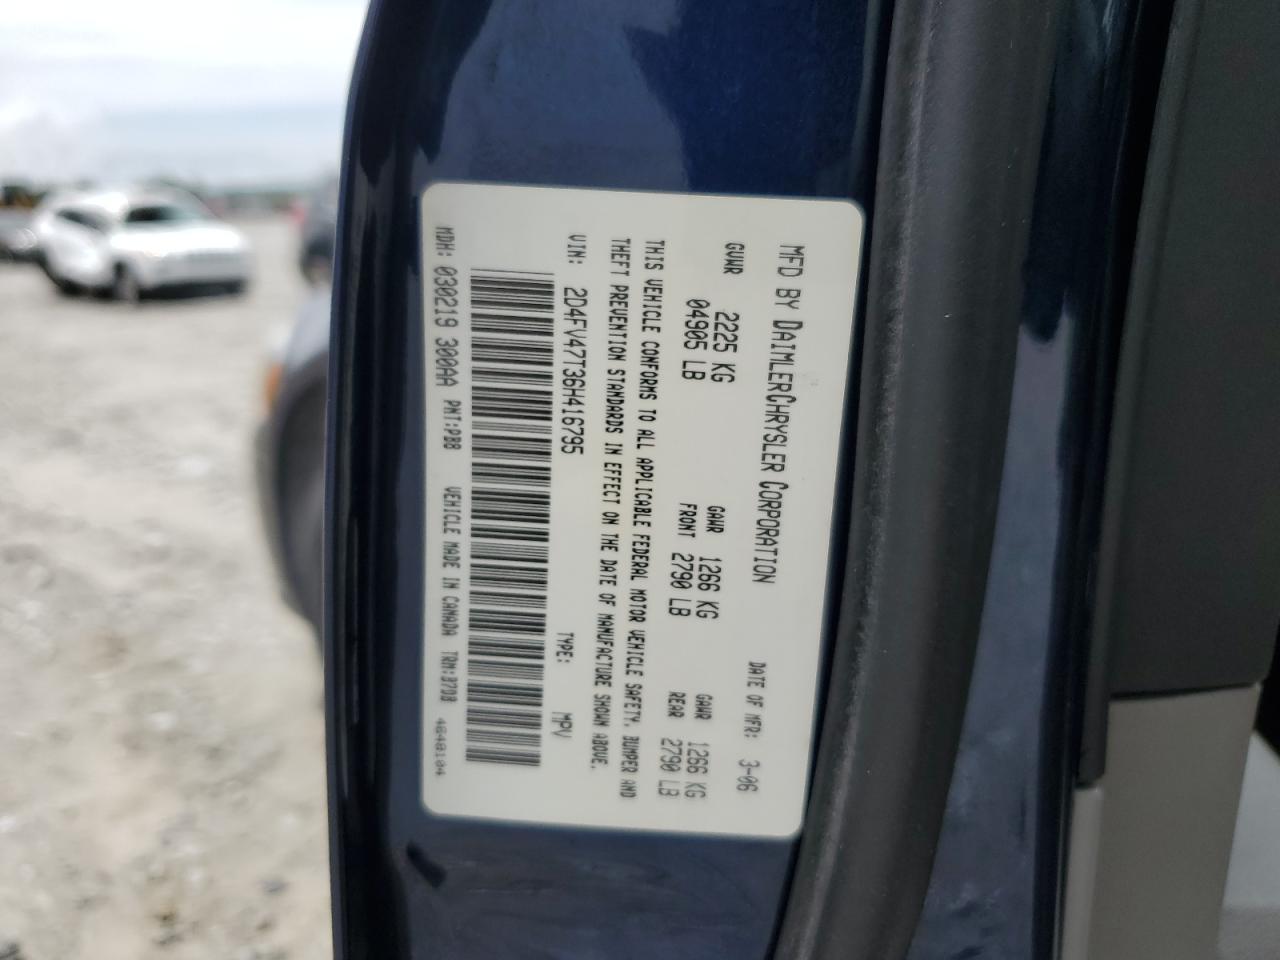 MFD BY DAIMLERCHRYSLER CORPORATION
DATE OF MFR: 3-06
GVWR 2225 KG
04905 LB
GAWR FRONT 1266 KG
2790 LB
GAWR REAR 1266 KG
2790 LB
THIS VEHICLE CONFORMS TO ALL APPLICABLE FEDERAL MOTOR VEHICLE SAFETY, BUMPER AND
THEFT PREVENTION STANDARDS IN EFFECT ON THE DATE OF MANUFACTURE SHOWN ABOVE.
VIN: 2D4FV47T36H416795 TYPE: MPV
MDH: 030219 300AA PNT:PBB VEHICLE MADE IN CANADA TRM:B7DB 4648104